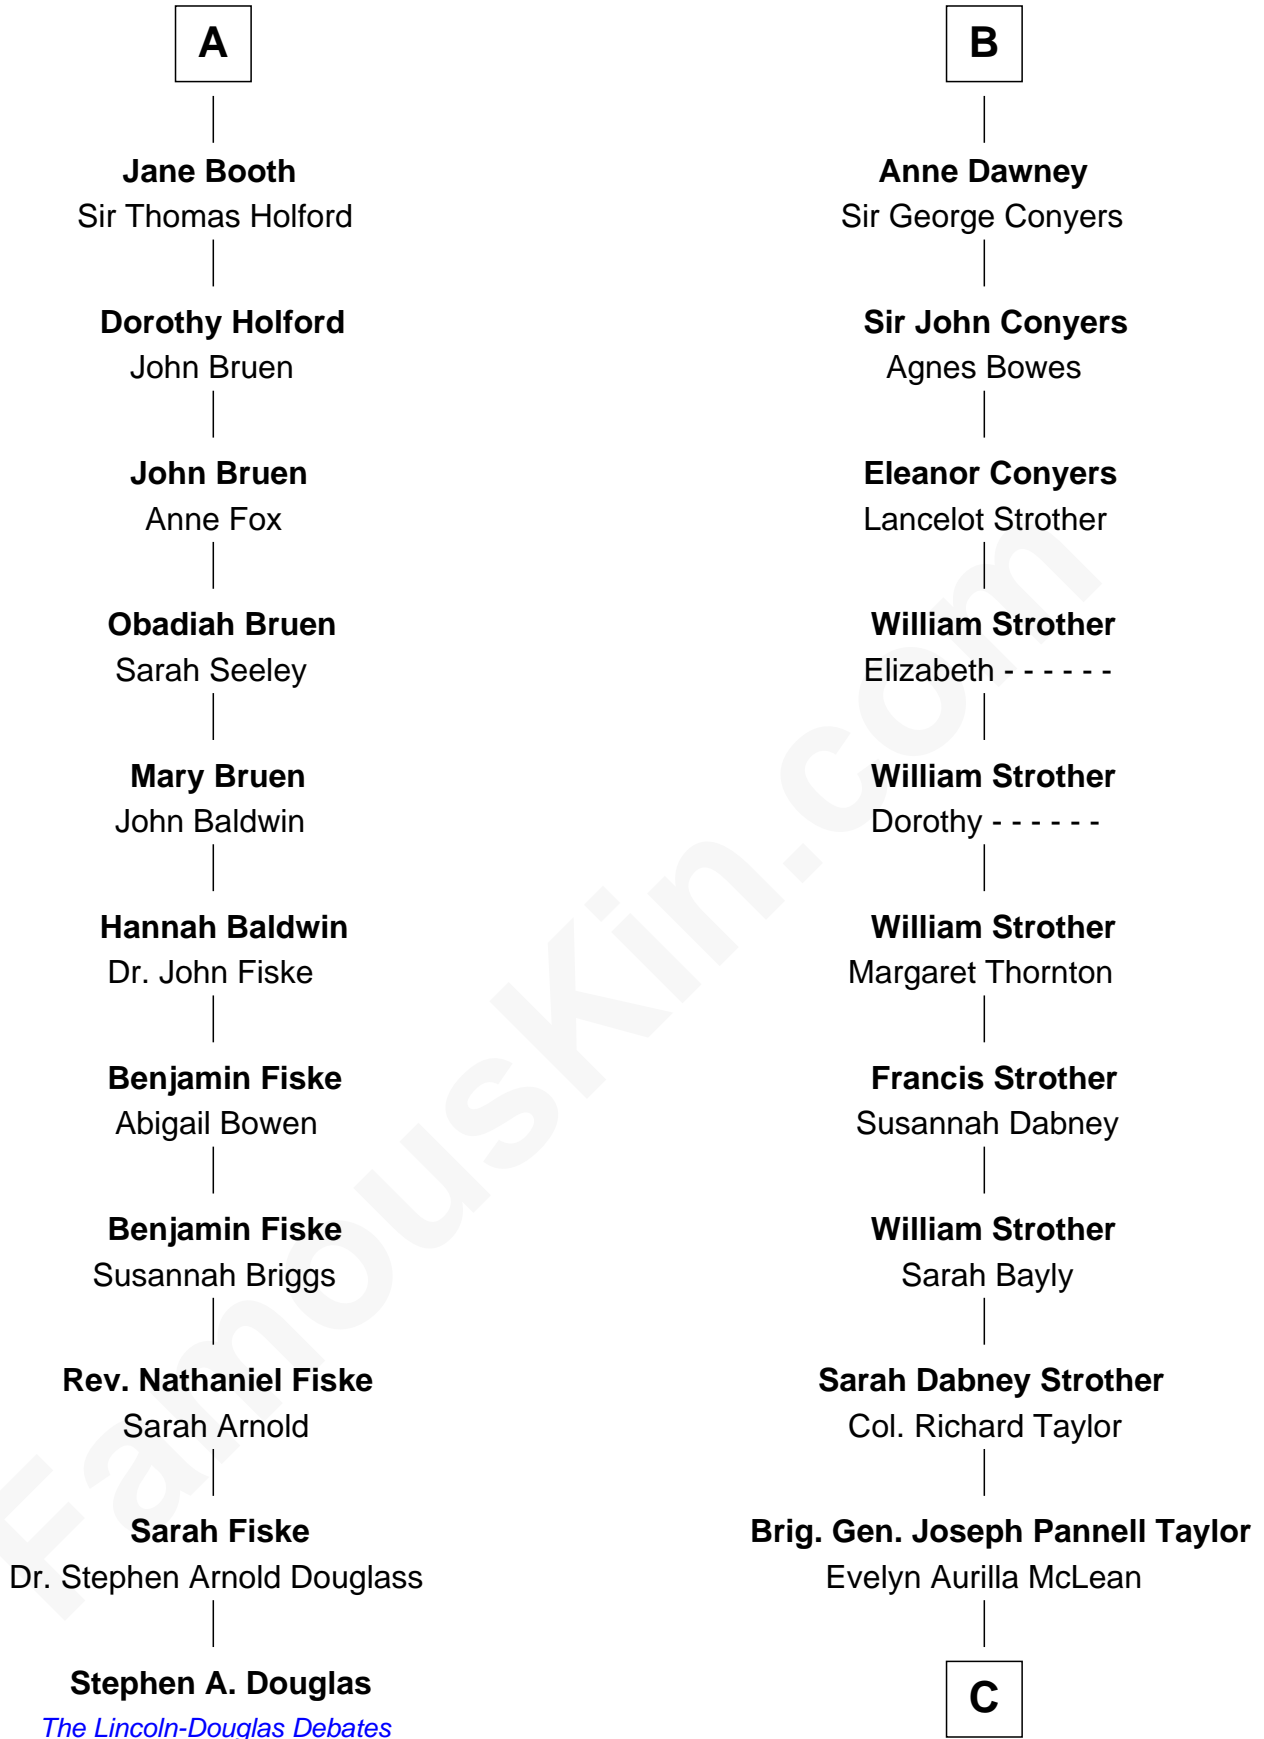 A
Jane Booth
Sir Thomas Holford
Dorothy Holford
John Bruen
John Bruen
Anne Fox
Obadiah Bruen
Sarah Seeley
Mary Bruen
John Baldwin
Hannah Baldwin
Dr. John Fiske
Benjamin Fiske
Abigail Bowen
Benjamin Fiske
Susannah Briggs
Rev. Nathaniel Fiske
Sarah Arnold
Sarah Fiske
Dr. Stephen Arnold Douglass
Stephen A. Douglas
The Lincoln-Douglas Debates
B
Anne Dawney
Sir George Conyers
Sir John Conyers
Agnes Bowes
Eleanor Conyers
Lancelot Strother
William Strother
Elizabeth - - - - - -
William Strother
Dorothy - - - - - -
William Strother
Margaret Thornton
Francis Strother
Susannah Dabney
William Strother
Sarah Bayly
Sarah Dabney Strother
Col. Richard Taylor
Brig. Gen. Joseph Pannell Taylor
Evelyn Aurilla McLean
C
FamousKin.com